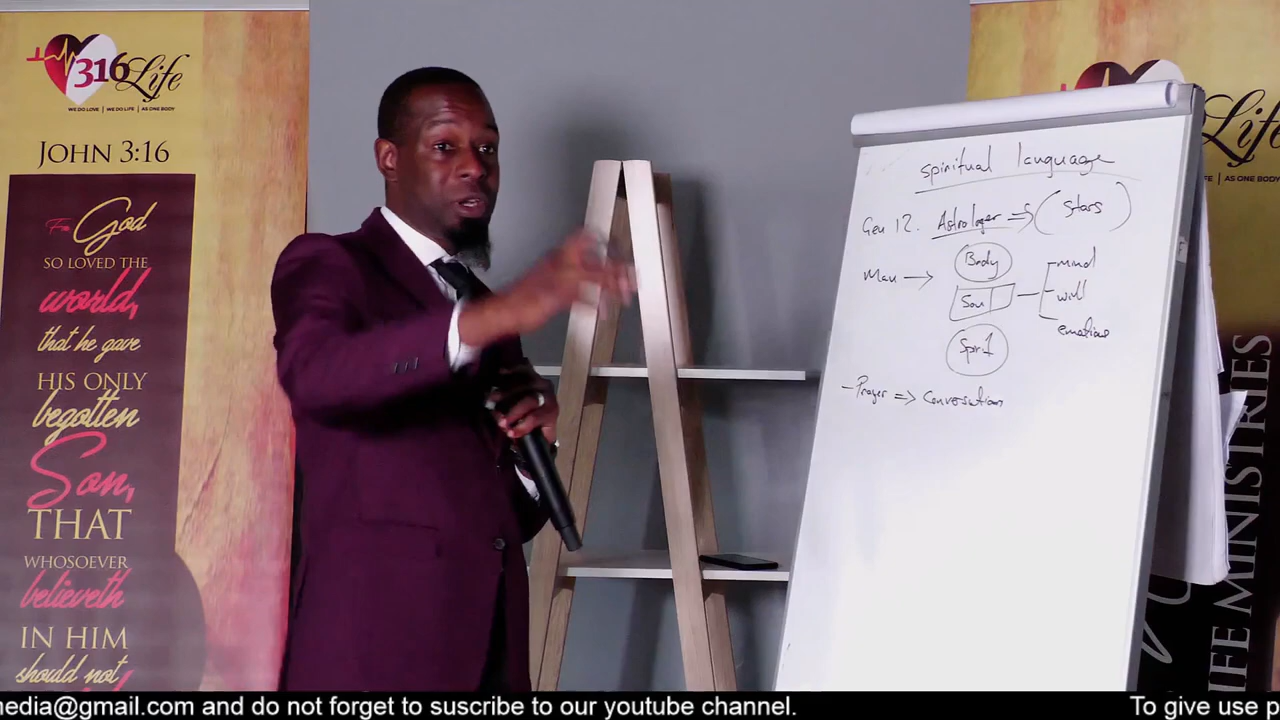 316 Life
WE DO LOVE | WE DO LIFE | AS ONE BODY
JOHN 3:16
For God
SO LOVED THE
world,
that he gave
HIS ONLY
begotten
Son,
THAT
WHOSOEVER
believeth
IN HIM
should not
spiritual language
Gen 12. Astrologer => (Stars)
Man → Body
Soul
mind
will
emotions
Spirit
- Prayer => Conversation
Life
FE | AS ONE BODY
LIFE MINISTRIES
media@gmail.com and do not forget to suscribe to our youtube channel.
To give use p